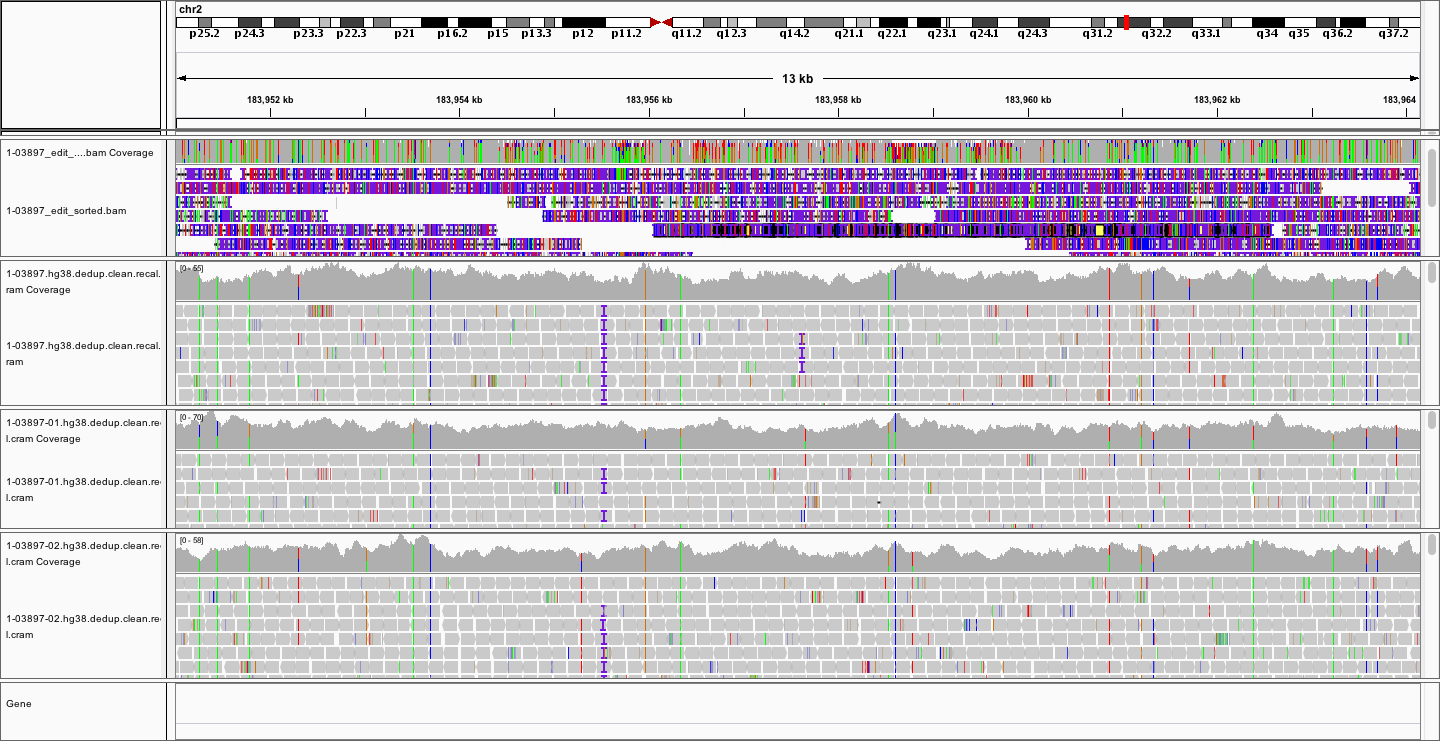 chr2
p25.2 p24.3 p23.3 p22.3 p21 p16.2 p15 p13.3 p12 p11.2 q11.2 q12.3 q14.2 q21.1 q22.1 q23.1 q24.1 q24.3 q31.2 q32.2 q33.1 q34 q35 q36.2 q37.2
13 kb
183,952 kb 183,954 kb 183,956 kb 183,958 kb 183,960 kb 183,962 kb 183,964
1-03897_edit_....bam Coverage
1-03897_edit_sorted.bam
[0 - 65]
1-03897.hg38.dedup.clean.recal.
ram Coverage
1-03897.hg38.dedup.clean.recal.
ram
[0 - 70]
1-03897-01.hg38.dedup.clean.re
l.cram Coverage
1-03897-01.hg38.dedup.clean.re
l.cram
[0 - 58]
1-03897-02.hg38.dedup.clean.re
l.cram Coverage
1-03897-02.hg38.dedup.clean.re
l.cram
Gene